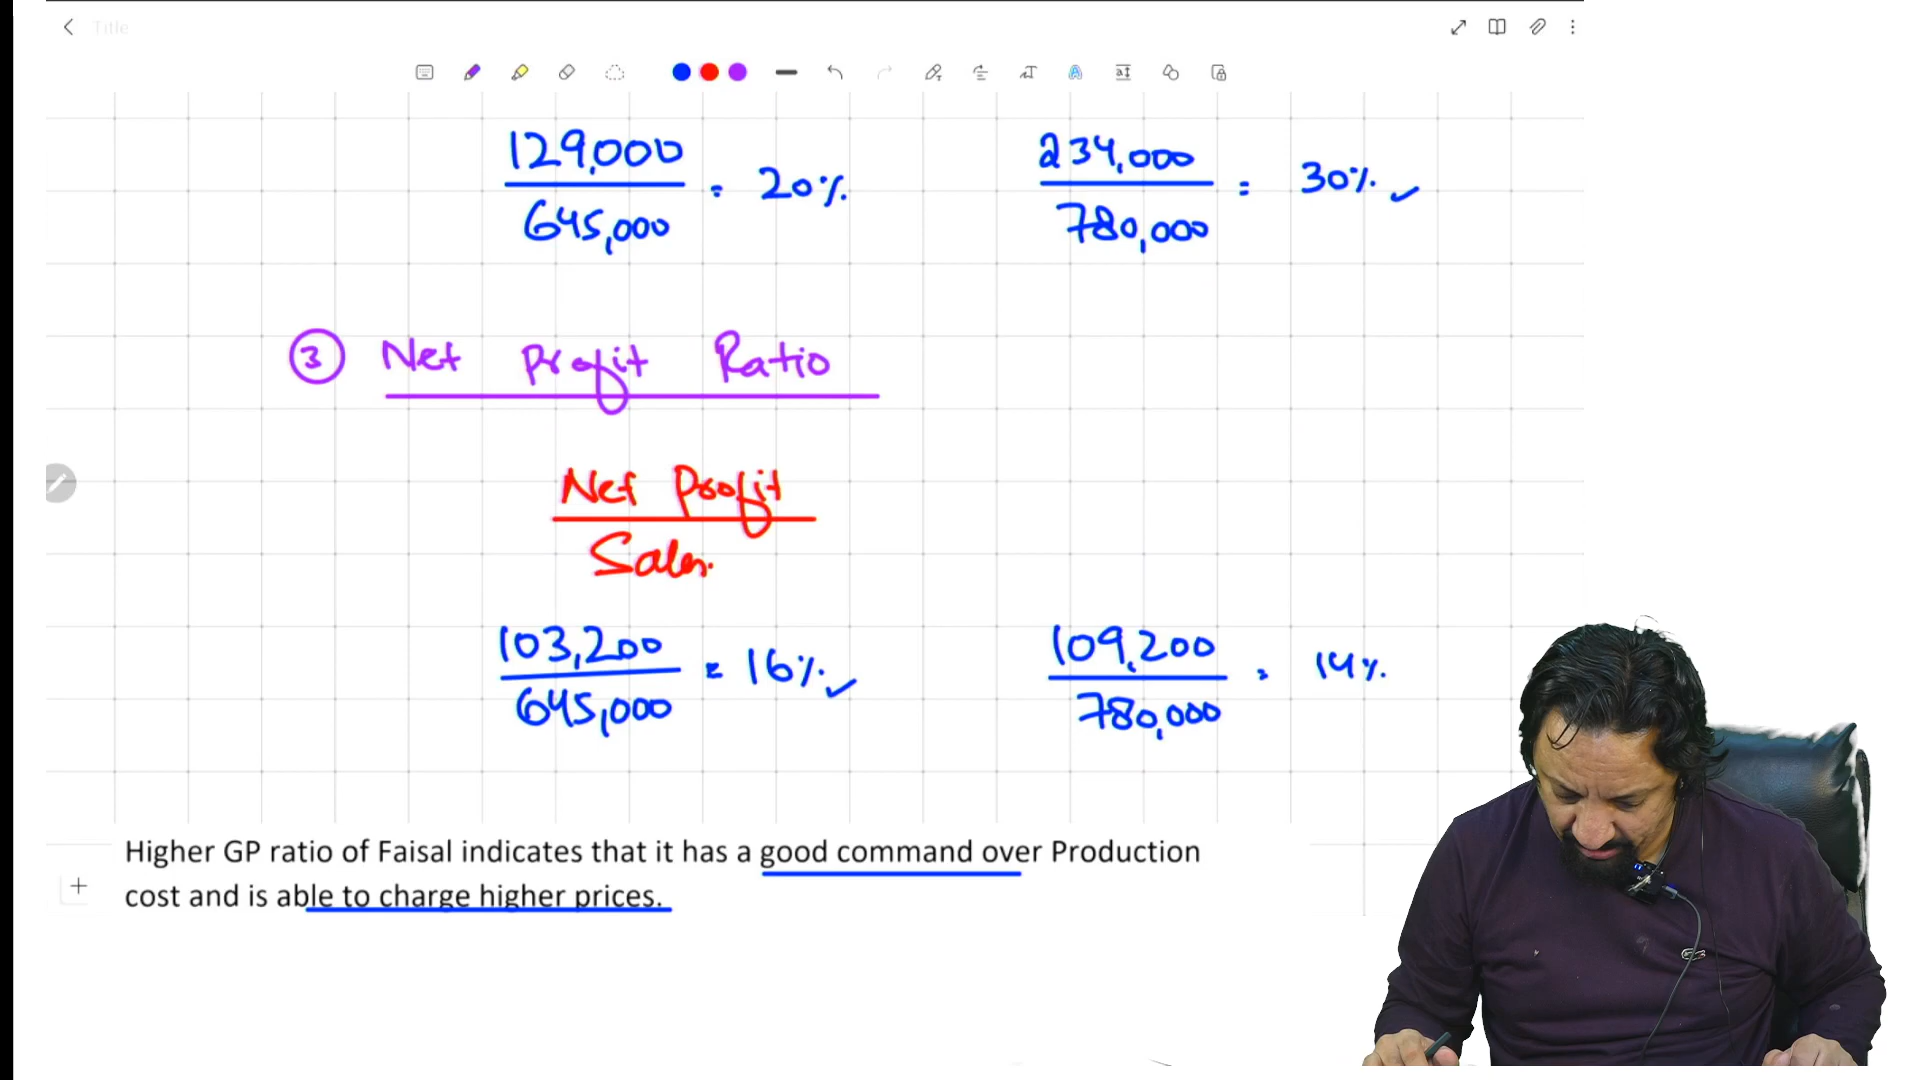 Title
129,000 / 645,000 = 20%
234,000 / 780,000 = 30% ✓
③ Net Profit Ratio
Net Profit / Sales.
103,200 / 645,000 = 16% ✓
109,200 / 780,000 = 14%.
Higher GP ratio of Faisal indicates that it has a good command over Production
cost and is able to charge higher prices.